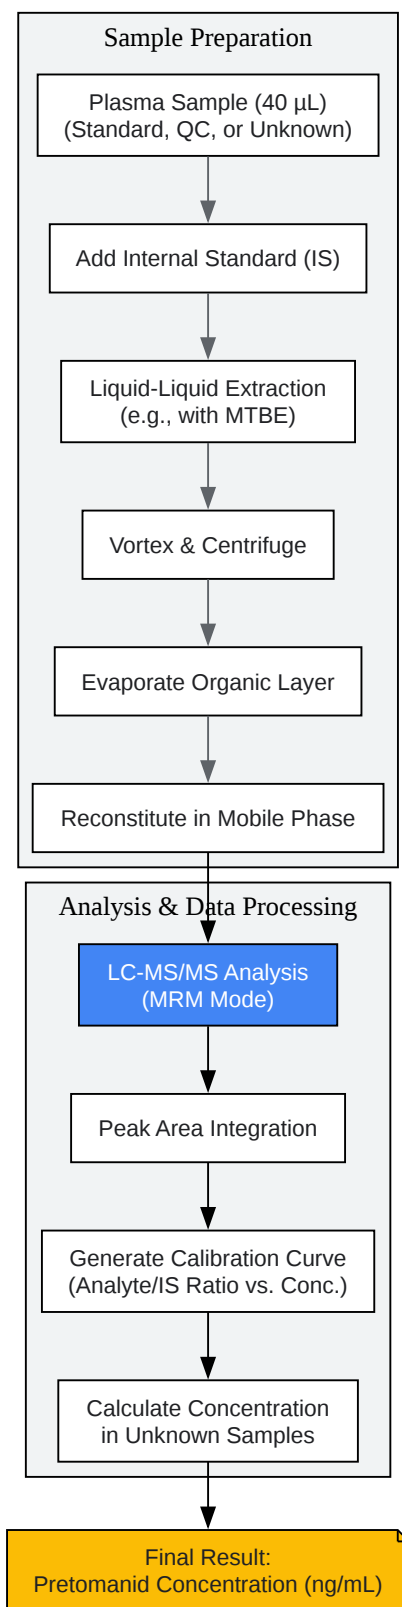 Sample Preparation
Plasma Sample (40 µL)
(Standard, QC, or Unknown)
Add Internal Standard (IS)
Liquid-Liquid Extraction
(e.g., with MTBE)
Vortex & Centrifuge
Evaporate Organic Layer
Reconstitute in Mobile Phase
Analysis & Data Processing
LC-MS/MS Analysis
(MRM Mode)
Peak Area Integration
Generate Calibration Curve
(Analyte/IS Ratio vs. Conc.)
Calculate Concentration
in Unknown Samples
Final Result:
Pretomanid Concentration (ng/mL)